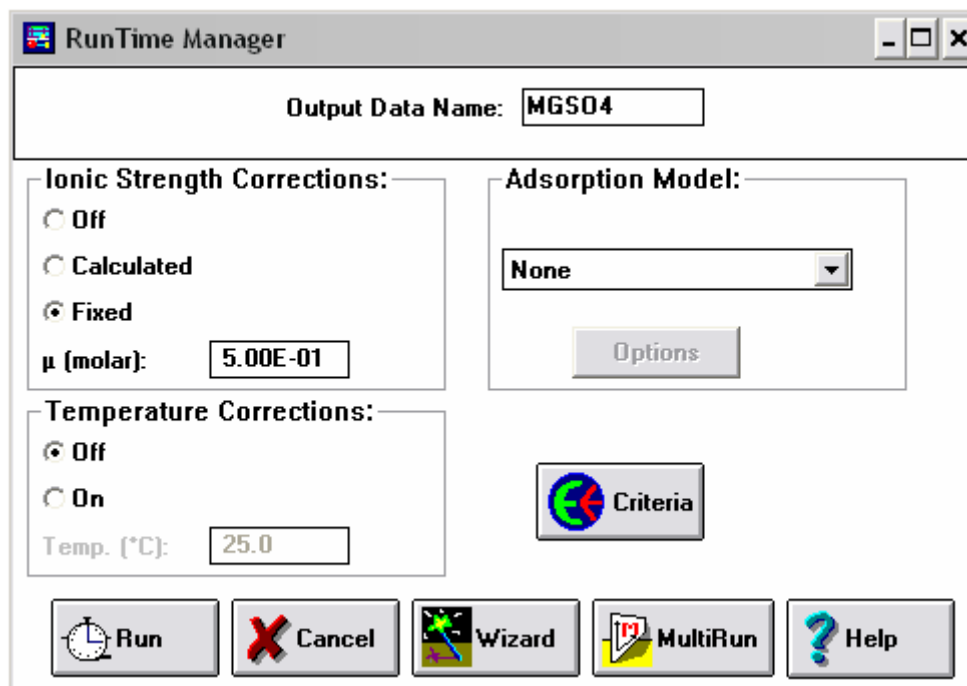 RunTime Manager
Output Data Name: MGSO4
Ionic Strength Corrections:
Off
Calculated
Fixed
µ (molar): 5.00E-01
Adsorption Model:
None
Options
Temperature Corrections:
Off
On
Temp. (°C): 25.0
Criteria
Run Cancel Wizard MultiRun Help